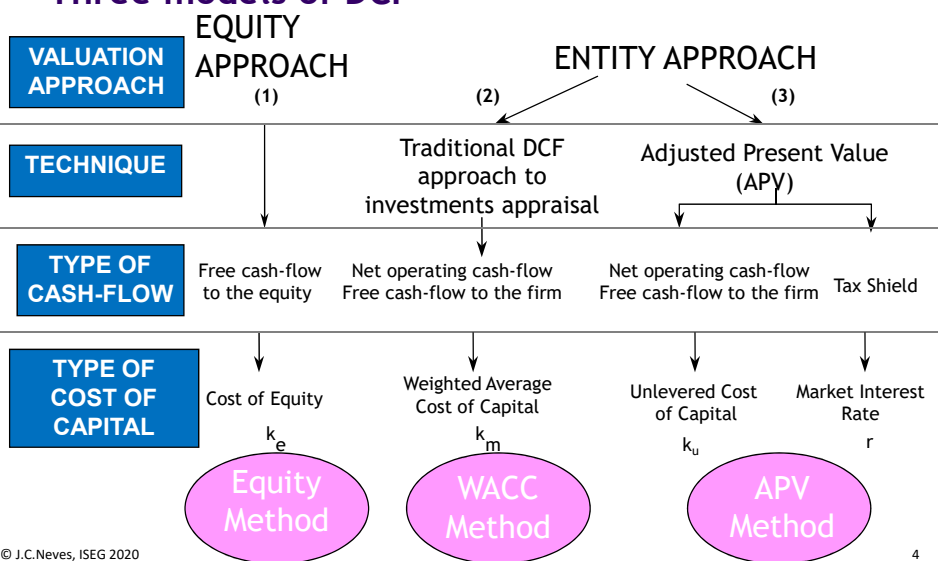 Three models of DCF
VALUATION
APPROACH
EQUITY
APPROACH
(1)
ENTITY APPROACH
(2)
(3)
TECHNIQUE
Traditional DCF
approach to
investments appraisal
Adjusted Present Value
(APV)
TYPE OF
CASH-FLOW
Free cash-flow
to the equity
Net operating cash-flow
Free cash-flow to the firm
Net operating cash-flow
Free cash-flow to the firm
Tax Shield
TYPE OF
COST OF
CAPITAL
Cost of Equity
ke
Weighted Average
Cost of Capital
km
Unlevered Cost
of Capital
ku
Market Interest
Rate
r
Equity
Method
WACC
Method
APV
Method
© J.C.Neves, ISEG 2020
4